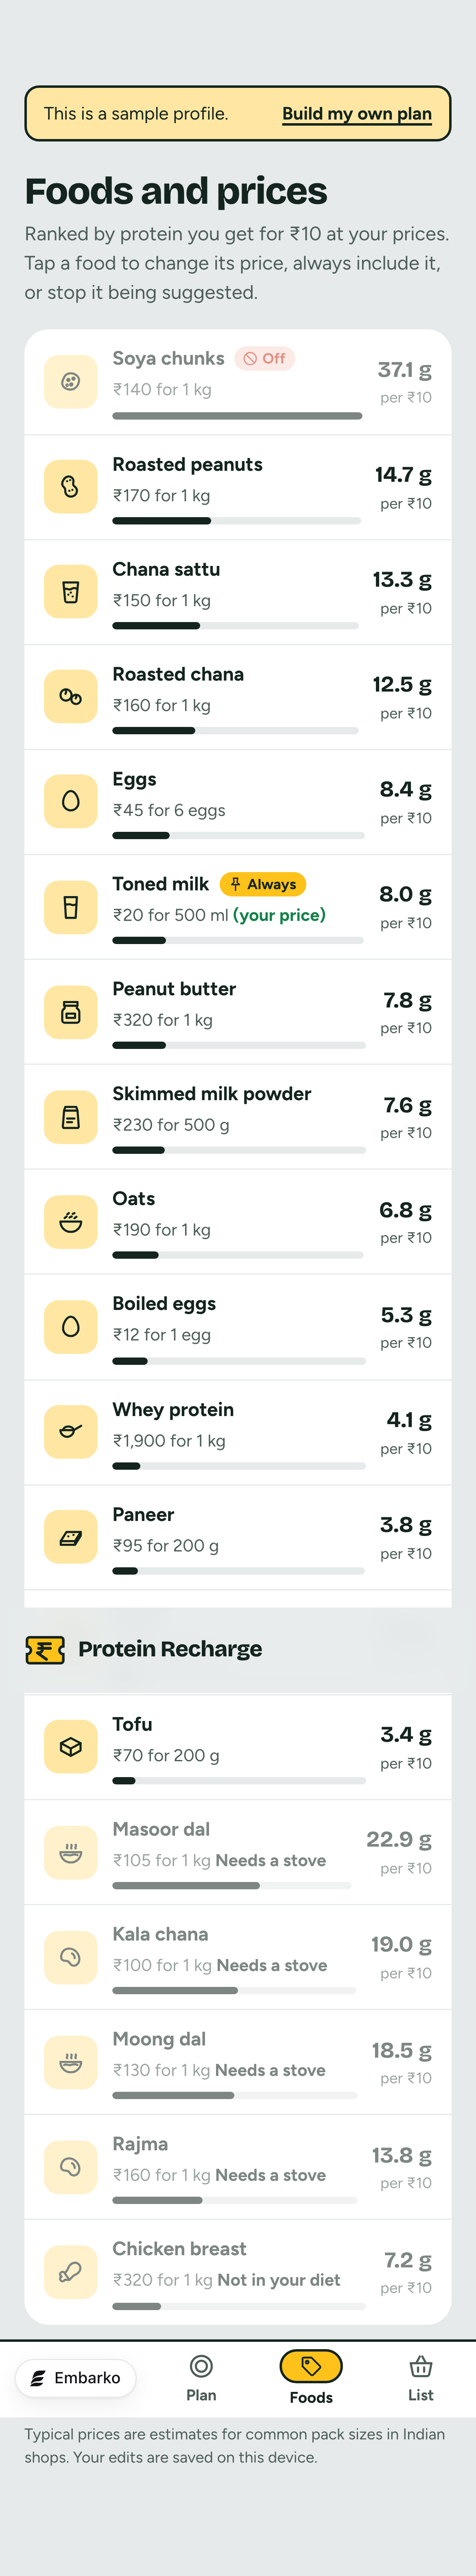 This is a sample profile. Build my own plan
Foods and prices
Ranked by protein you get for ₹10 at your prices.
Tap a food to change its price, always include it,
or stop it being suggested.
Soya chunks Off
₹140 for 1 kg
37.1 g
per ₹10
Roasted peanuts
₹170 for 1 kg
14.7 g
per ₹10
Chana sattu
₹150 for 1 kg
13.3 g
per ₹10
Roasted chana
₹160 for 1 kg
12.5 g
per ₹10
Eggs
₹45 for 6 eggs
8.4 g
per ₹10
Toned milk Always
₹20 for 500 ml (your price)
8.0 g
per ₹10
Peanut butter
₹320 for 1 kg
7.8 g
per ₹10
Skimmed milk powder
₹230 for 500 g
7.6 g
per ₹10
Oats
₹190 for 1 kg
6.8 g
per ₹10
Boiled eggs
₹12 for 1 egg
5.3 g
per ₹10
Whey protein
₹1,900 for 1 kg
4.1 g
per ₹10
Paneer
₹95 for 200 g
3.8 g
per ₹10
₹ Protein Recharge
Tofu
₹70 for 200 g
3.4 g
per ₹10
Masoor dal
₹105 for 1 kg Needs a stove
22.9 g
per ₹10
Kala chana
₹100 for 1 kg Needs a stove
19.0 g
per ₹10
Moong dal
₹130 for 1 kg Needs a stove
18.5 g
per ₹10
Rajma
₹160 for 1 kg Needs a stove
13.8 g
per ₹10
Chicken breast
₹320 for 1 kg Not in your diet
7.2 g
per ₹10
Embarko
Plan
Foods
List
Typical prices are estimates for common pack sizes in Indian
shops. Your edits are saved on this device.